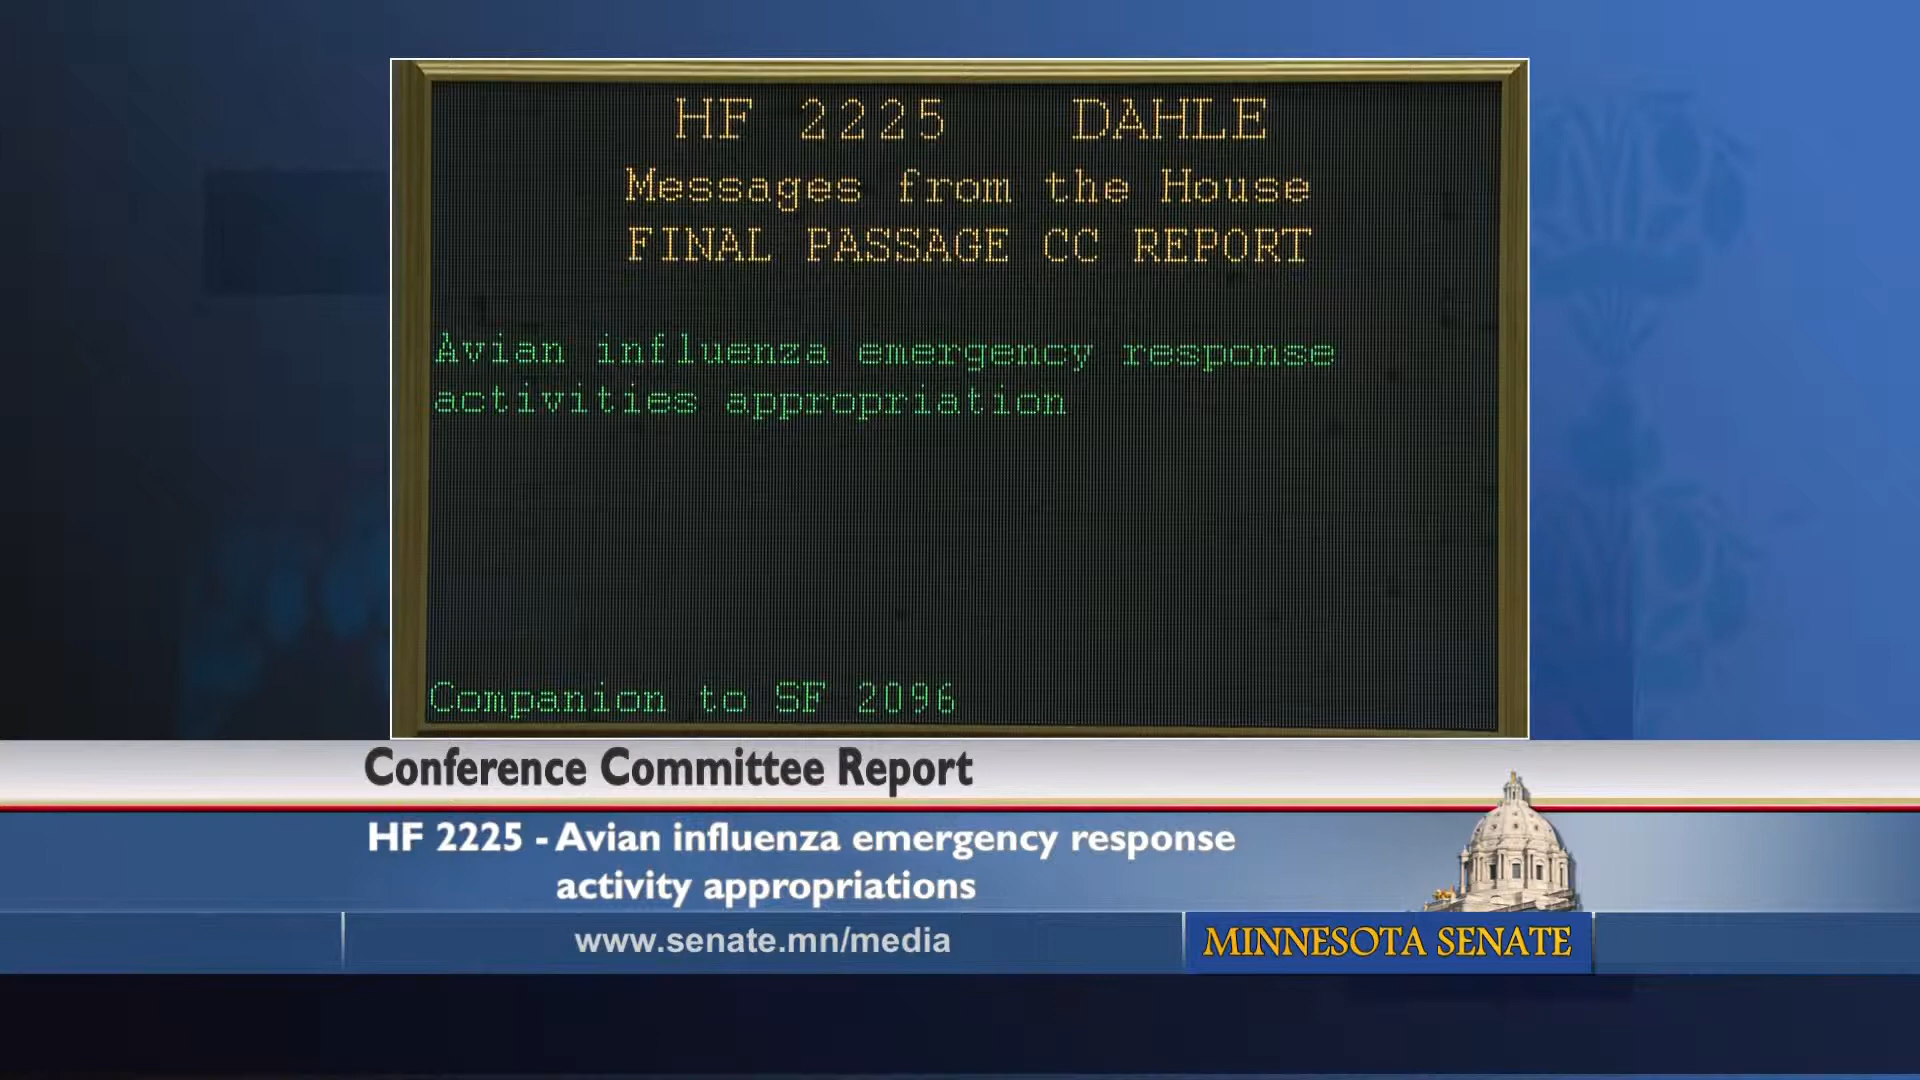 HF 2225 DAHLE
Messages from the House
FINAL PASSAGE CC REPORT
Avian influenza emergency response
activities appropriation
Companion to SF 2096
Conference Committee Report
HF 2225 - Avian influenza emergency response
activity appropriations
www.senate.mn/media
MINNESOTA SENATE